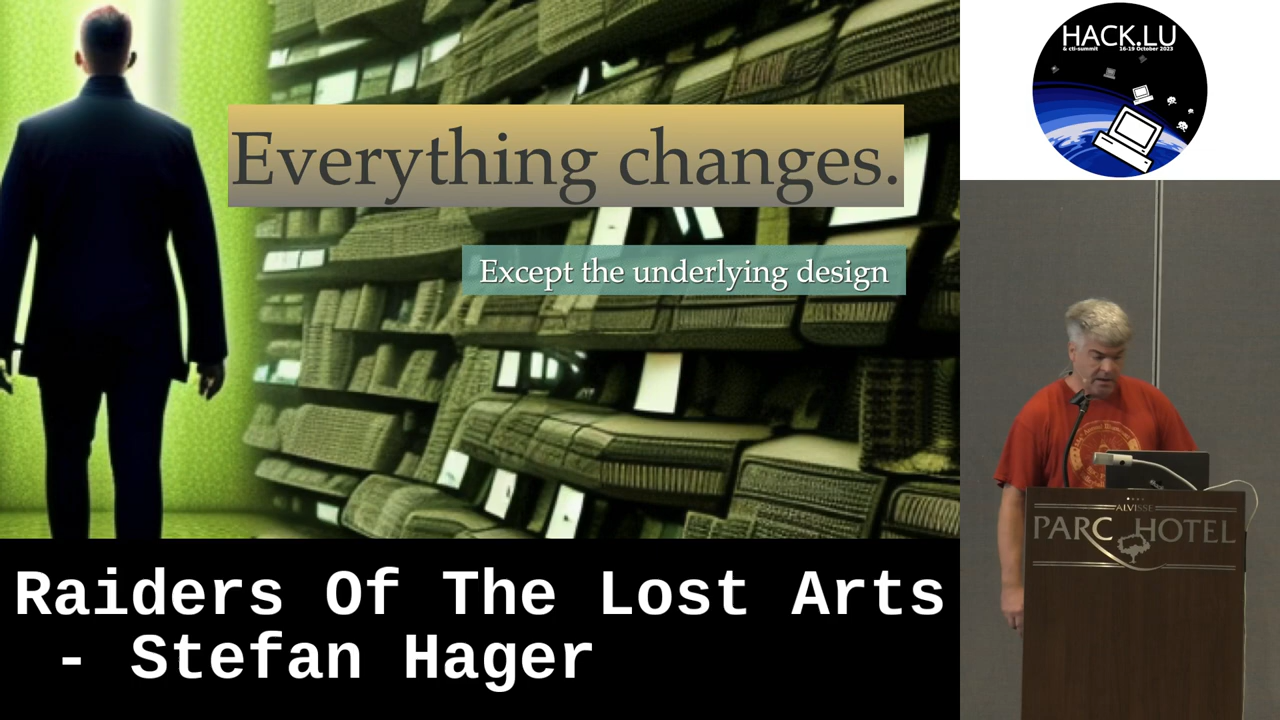 Everything changes.
Except the underlying design
HACK.LU
& cti-summit 16-19 October 2023
ALVISSE
PARC HOTEL
Raiders Of The Lost Arts
- Stefan Hager